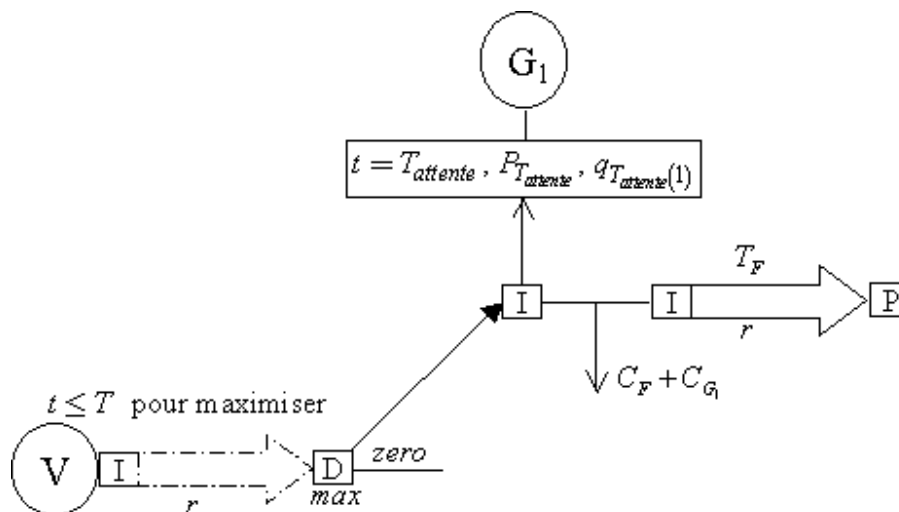 G₁
t = T_attente , P_T_attente , q_T_attente(1)
T_F
I I P
r
C_F + C_G₁
t ≤ T pour maximiser
V I D zero
r max